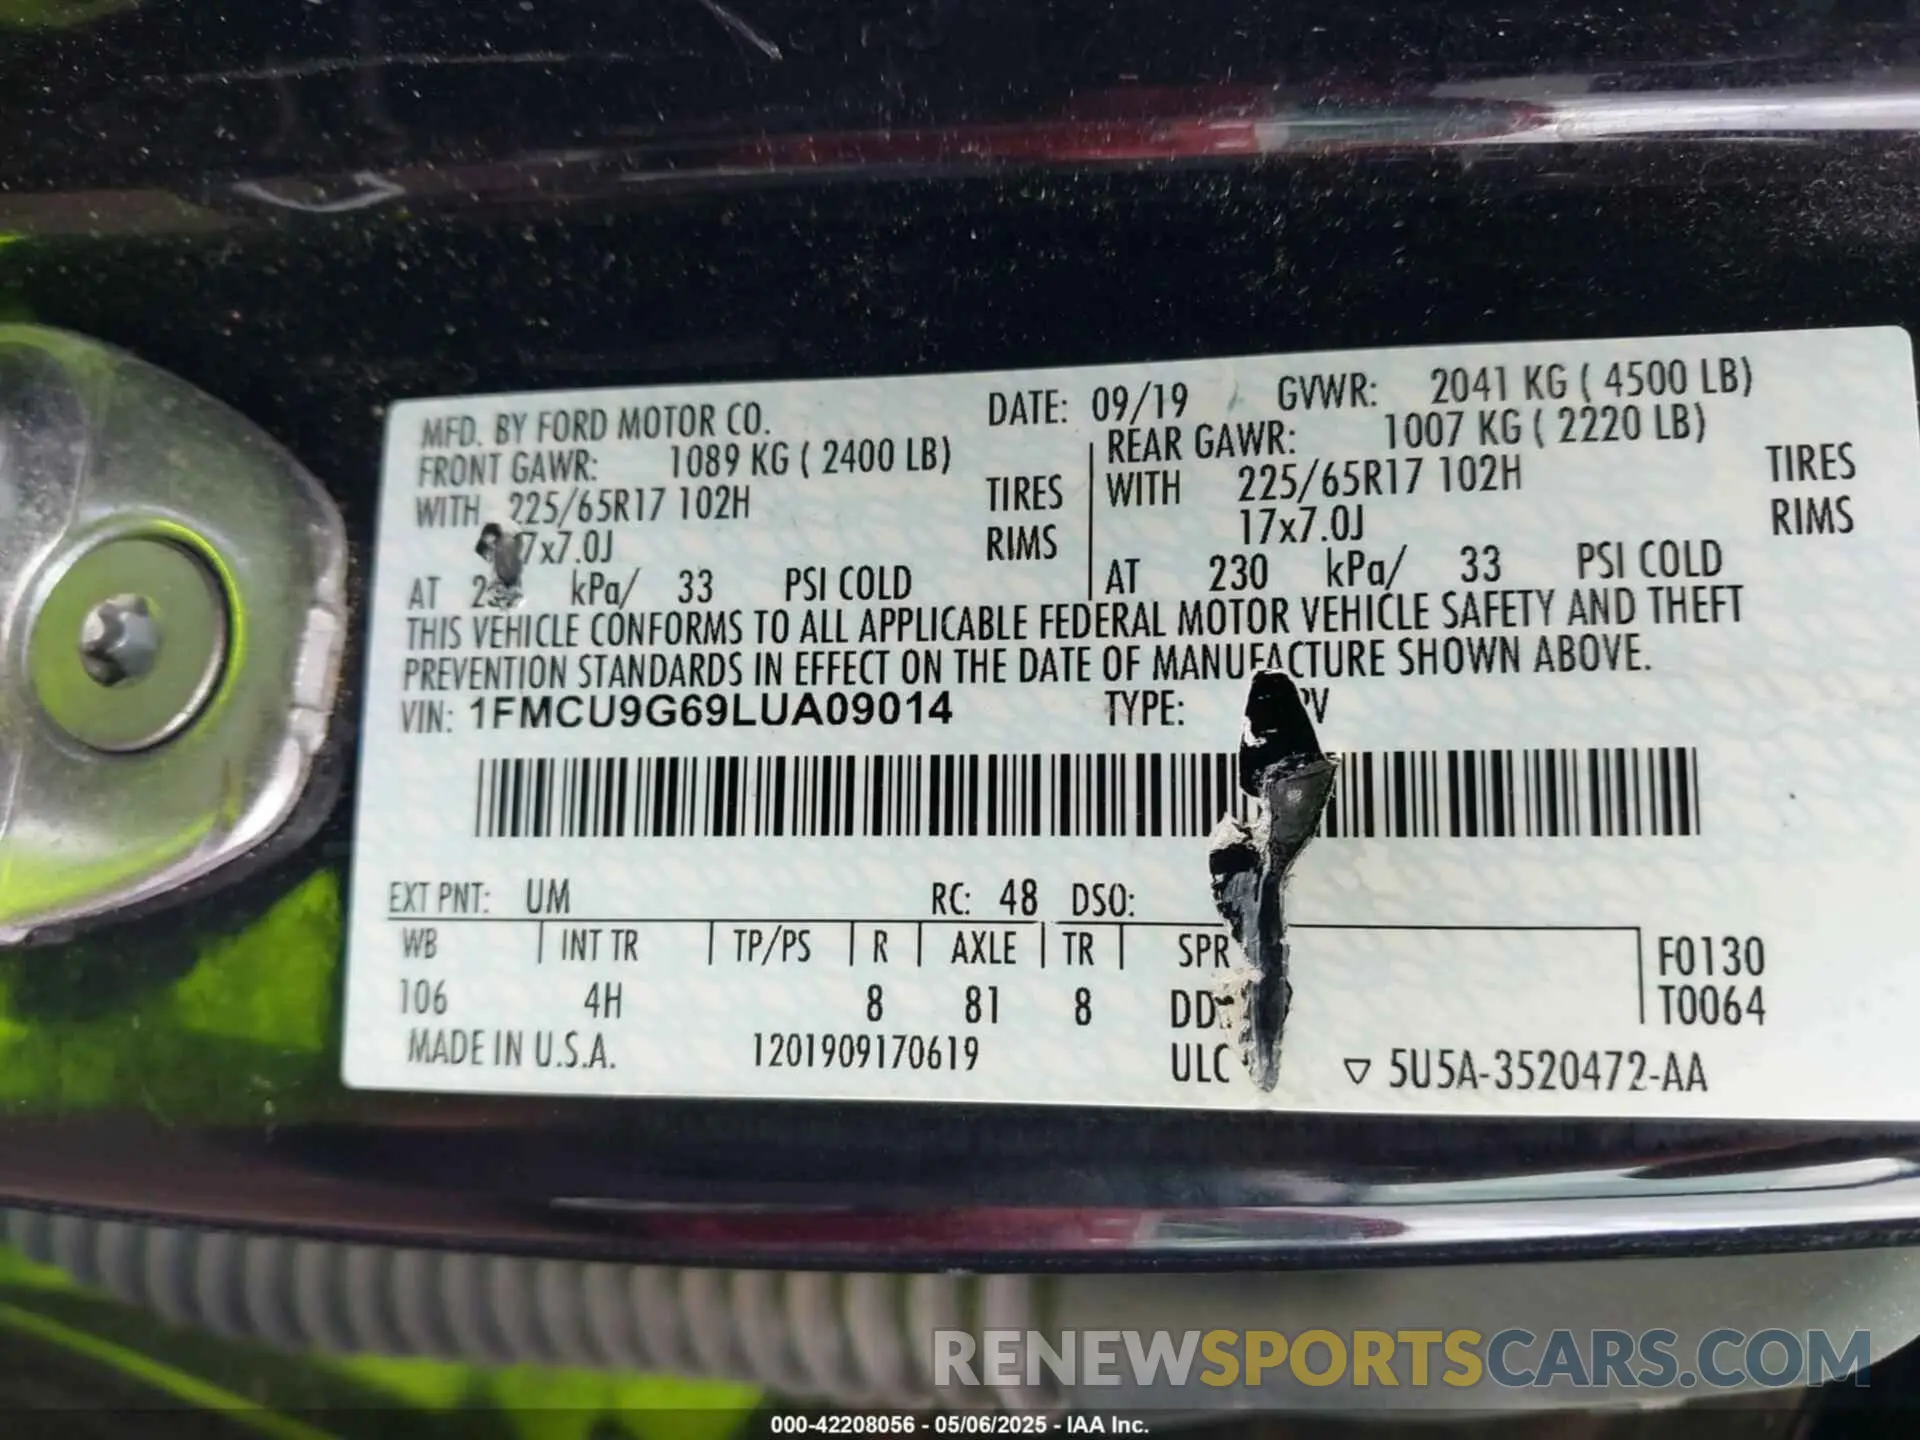 MFD. BY FORD MOTOR CO. DATE: 09/19 GVWR: 2041 KG ( 4500 LB)
FRONT GAWR: 1089 KG ( 2400 LB) REAR GAWR: 1007 KG ( 2220 LB)
WITH 225/65R17 102H TIRES WITH 225/65R17 102H TIRES
7x7.0J RIMS 17x7.0J RIMS
AT kPa/ 33 PSI COLD AT 230 kPa/ 33 PSI COLD
THIS VEHICLE CONFORMS TO ALL APPLICABLE FEDERAL MOTOR VEHICLE SAFETY AND THEFT
PREVENTION STANDARDS IN EFFECT ON THE DATE OF MANUFACTURE SHOWN ABOVE.
VIN: 1FMCU9G69LUA09014 TYPE: PV
EXT PNT: UM RC: 48 DSO:
WB INT TR TP/PS R AXLE TR SPR F0130
106 4H 8 81 8 DD T0064
MADE IN U.S.A. 1201909170619 ULC ▽ 5U5A-3520472-AA
RENEWSPORTSCARS.COM
000-42208056 - 05/06/2025 - IAA Inc.